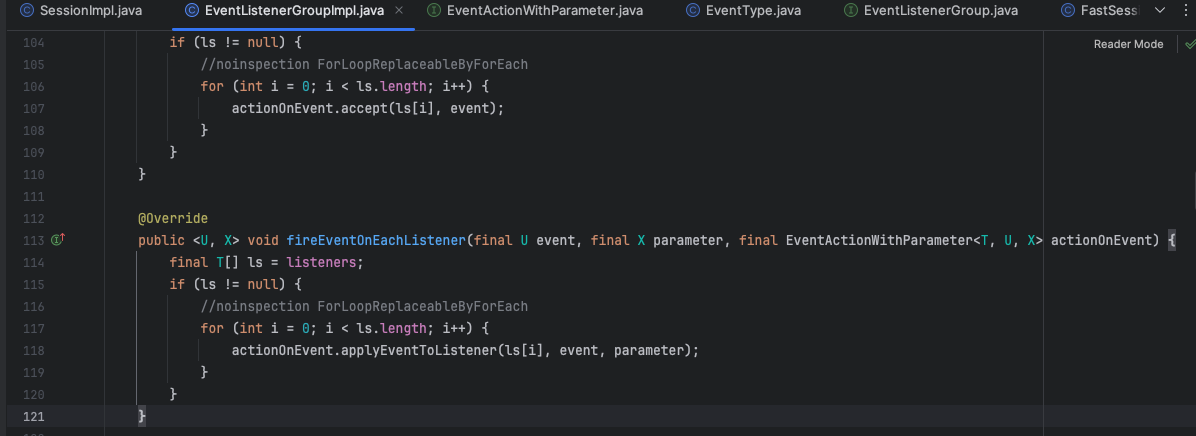 SessionImpl.java EventListenerGroupImpl.java EventActionWithParameter.java EventType.java EventListenerGroup.java FastSess
Reader Mode
104 if (ls != null) {
105 //noinspection ForLoopReplaceableByForEach
106 for (int i = 0; i < ls.length; i++) {
107 actionOnEvent.accept(ls[i], event);
108 }
109 }
110 }
111
112 @Override
113 public <U, X> void fireEventOnEachListener(final U event, final X parameter, final EventActionWithParameter<T, U, X> actionOnEvent) {
114 final T[] ls = listeners;
115 if (ls != null) {
116 //noinspection ForLoopReplaceableByForEach
117 for (int i = 0; i < ls.length; i++) {
118 actionOnEvent.applyEventToListener(ls[i], event, parameter);
119 }
120 }
121 }